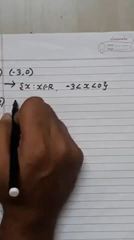 (-3,0)
→ {x : x∈R, -3<x<0}